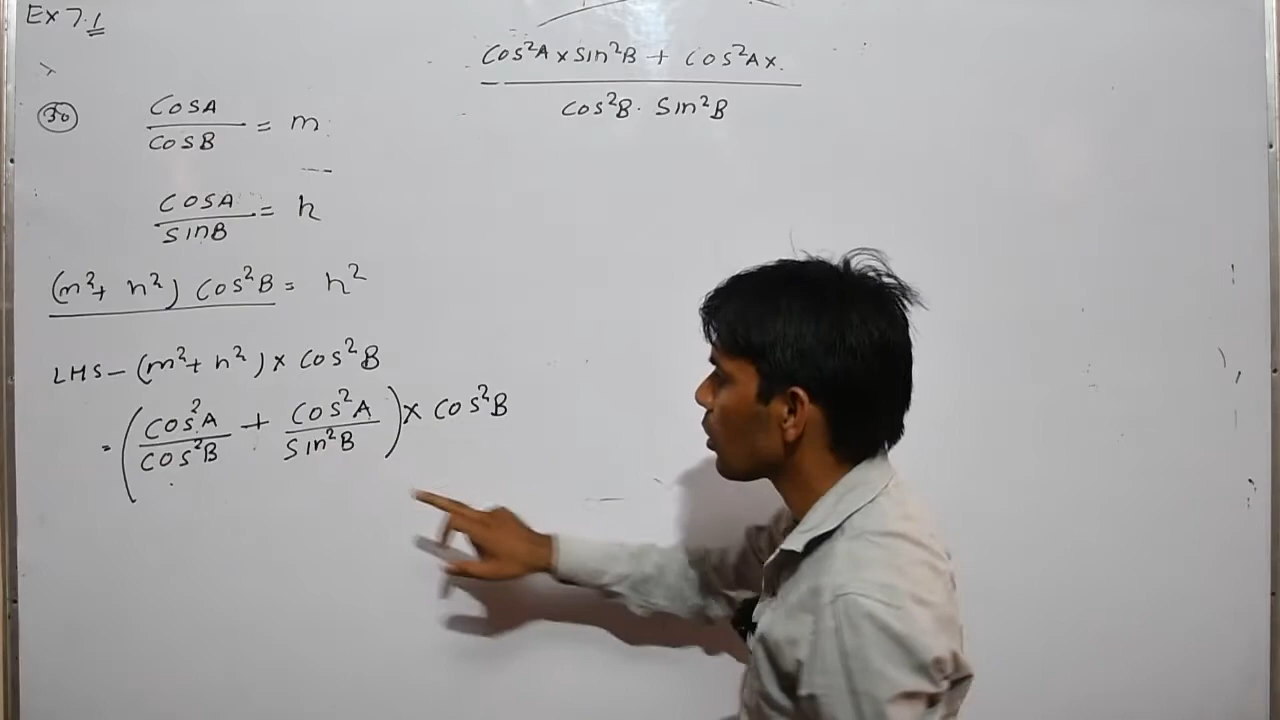 Ex 7.1
30
COSA
COSB = m
COSA
SINB = n
(m²+ n²) COS²B = n²
LHS - (m²+ n²) × COS²B
= (COS²A + COS²A) × COS²B
COS²B Sin²B
COS²A × Sin²B + COS²A ×
COS²B · Sin²B